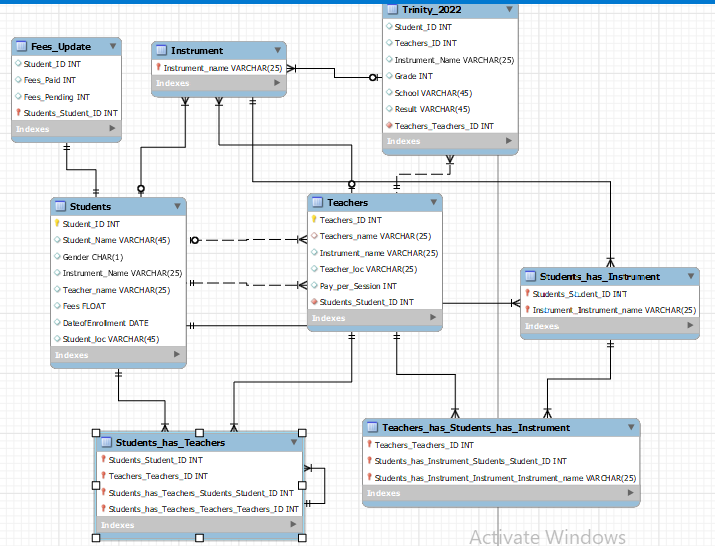 Trinity_2022
Student_ID INT
Teachers_ID INT
Instrument_Name VARCHAR(25)
Grade INT
School VARCHAR(45)
Result VARCHAR(45)
Teachers_Teachers_ID INT
Indexes
Fees_Update
Student_ID INT
Fees_Paid INT
Fees_Pending INT
Students_Student_ID INT
Indexes
Instrument
Instrument_name VARCHAR(25)
Indexes
Students
Student_ID INT
Student_Name VARCHAR(45)
Gender CHAR(1)
Instrument_Name VARCHAR(25)
Teacher_name VARCHAR(25)
Fees FLOAT
DateofEnrollment DATE
Student_loc VARCHAR(45)
Indexes
Teachers
Teachers_ID INT
Teachers_name VARCHAR(25)
Instrument_name VARCHAR(25)
Teacher_loc VARCHAR(25)
Pay_per_Session INT
Students_Student_ID INT
Indexes
Students_has_Instrument
Students_Student_ID INT
Instrument_Instrument_name VARCHAR(25)
Indexes
Students_has_Teachers
Students_Student_ID INT
Teachers_Teachers_ID INT
Students_has_Teachers_Students_Student_ID INT
Students_has_Teachers_Teachers_Teachers_ID INT
Indexes
Teachers_has_Students_has_Instrument
Teachers_Teachers_ID INT
Students_has_Instrument_Students_Student_ID INT
Students_has_Instrument_Instrument_Instrument_name VARCHAR(25)
Indexes
Activate Windows